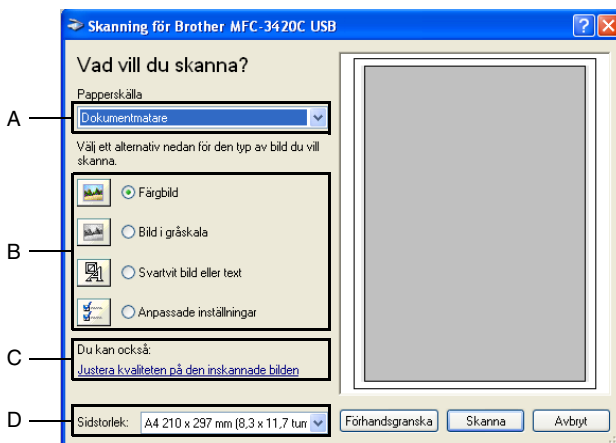 Skanning för Brother MFC-3420C USB
Vad vill du skanna?
Papperskälla
A
Dokumentmatare
Välj ett alternativ nedan för den typ av bild du vill
skanna.
Färgbild
Bild i gråskala
B
Svartvit bild eller text
Anpassade inställningar
C
Du kan också:
Justera kvaliteten på den inskannade bilden
D
Sidstorlek:
A4 210 x 297 mm (8,3 x 11,7 tum
Förhandsgranska
Skanna
Avbryt